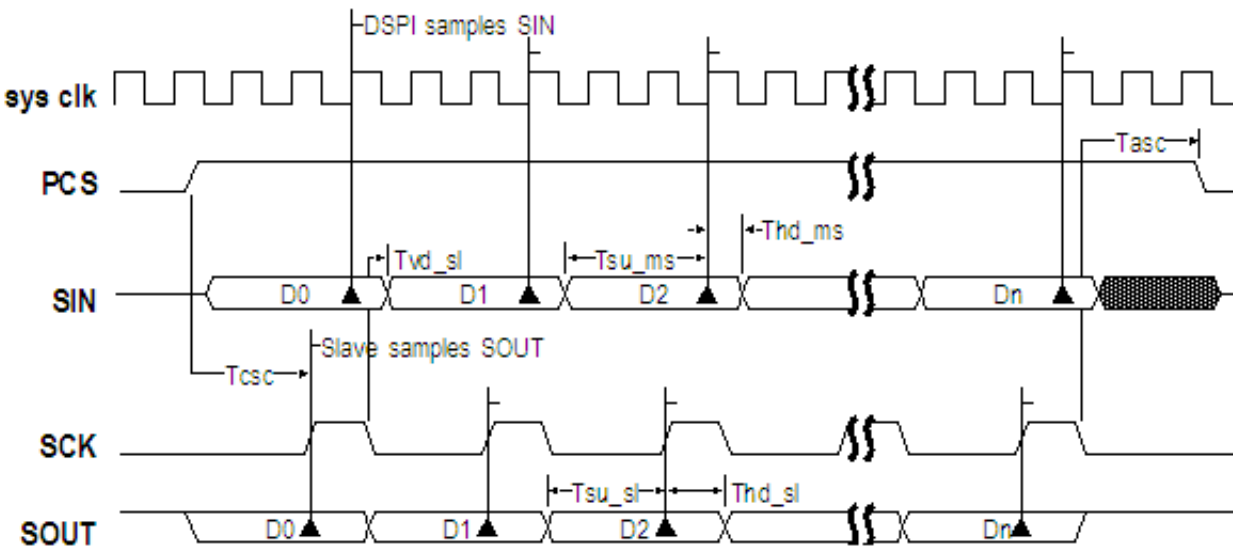 DSPI samples SIN
sys clk
Tasc
PCS
Thd_ms
Tvd_sl
Tsu_ms
SIN
D0
D1
D2
Dn
Slave samples SOUT
Tcsc
SCK
Tsu_sl
Thd_sl
SOUT
D0
D1
D2
Dn